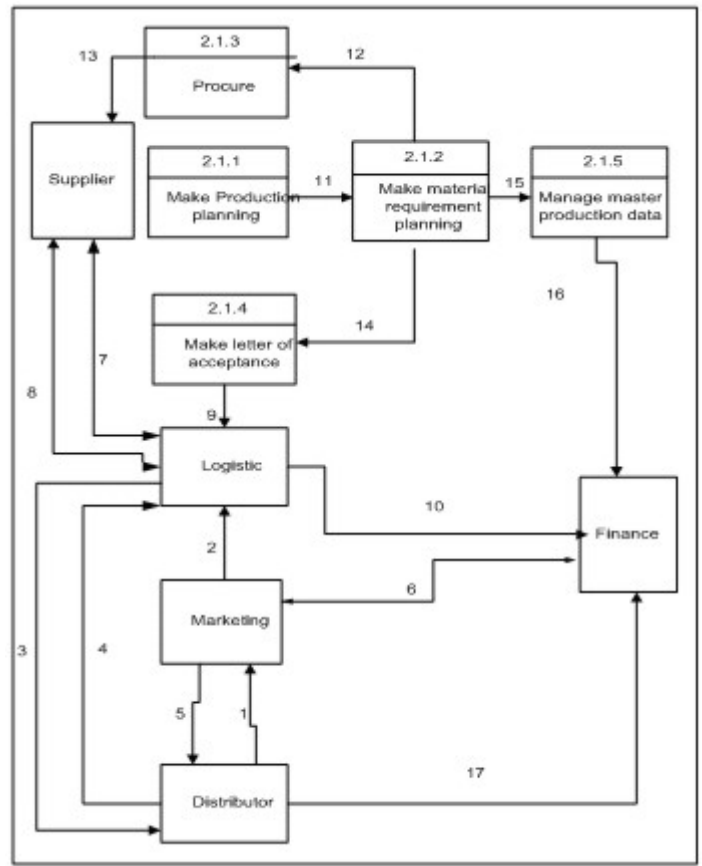 2.1.3
13
12
Procure
Supplier
2.1.1
2.1.2
2.1.5
11
Make Production
planning
Make materia
requirement
planning
15
Manage master
production data
16
2.1.4
14
Make letter of
acceptance
7
8
9
Logistic
10
2
Finance
6
Marketing
3
4
5
1
17
Distributor